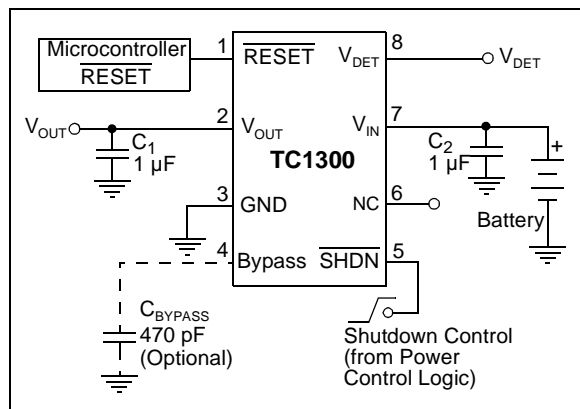 Microcontroller
RESET
1
RESET
VDET
8
VDET
VOUT
2
VOUT
VIN
7
C1
1 µF
TC1300
C2
1 µF
+
Battery
3
GND
NC
6
4
Bypass
SHDN
5
CBYPASS
470 pF
(Optional)
Shutdown Control
(from Power
Control Logic)